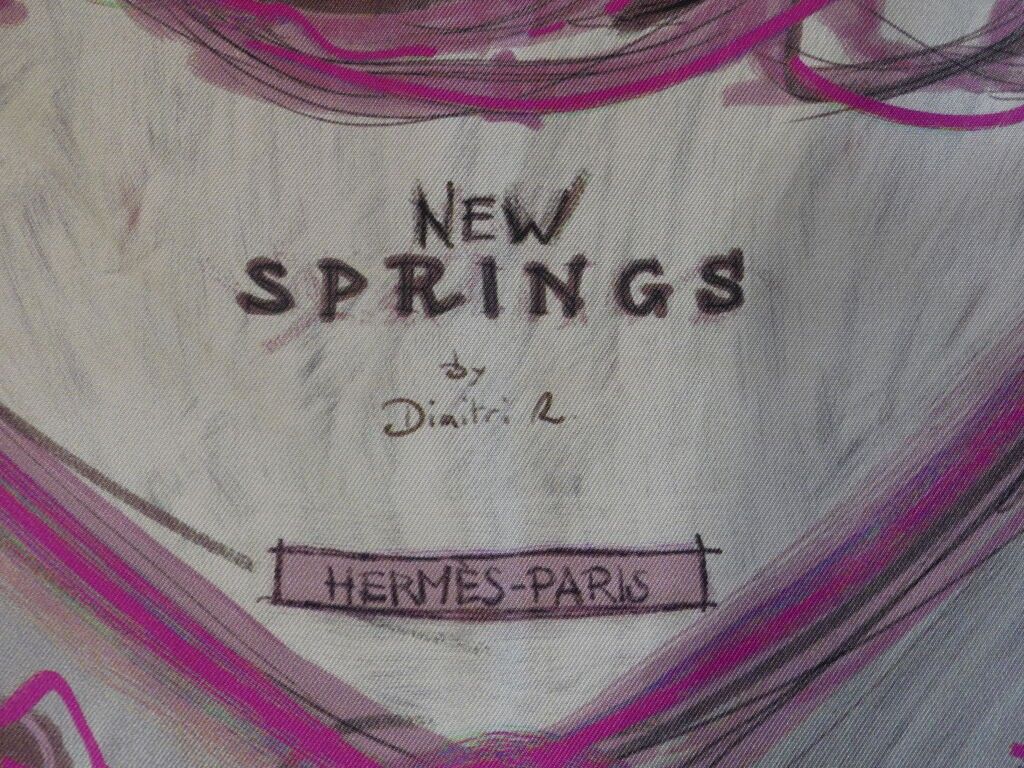 NEW
SPRINGS
by
Dimitri R.
HERMÈS-PARIS